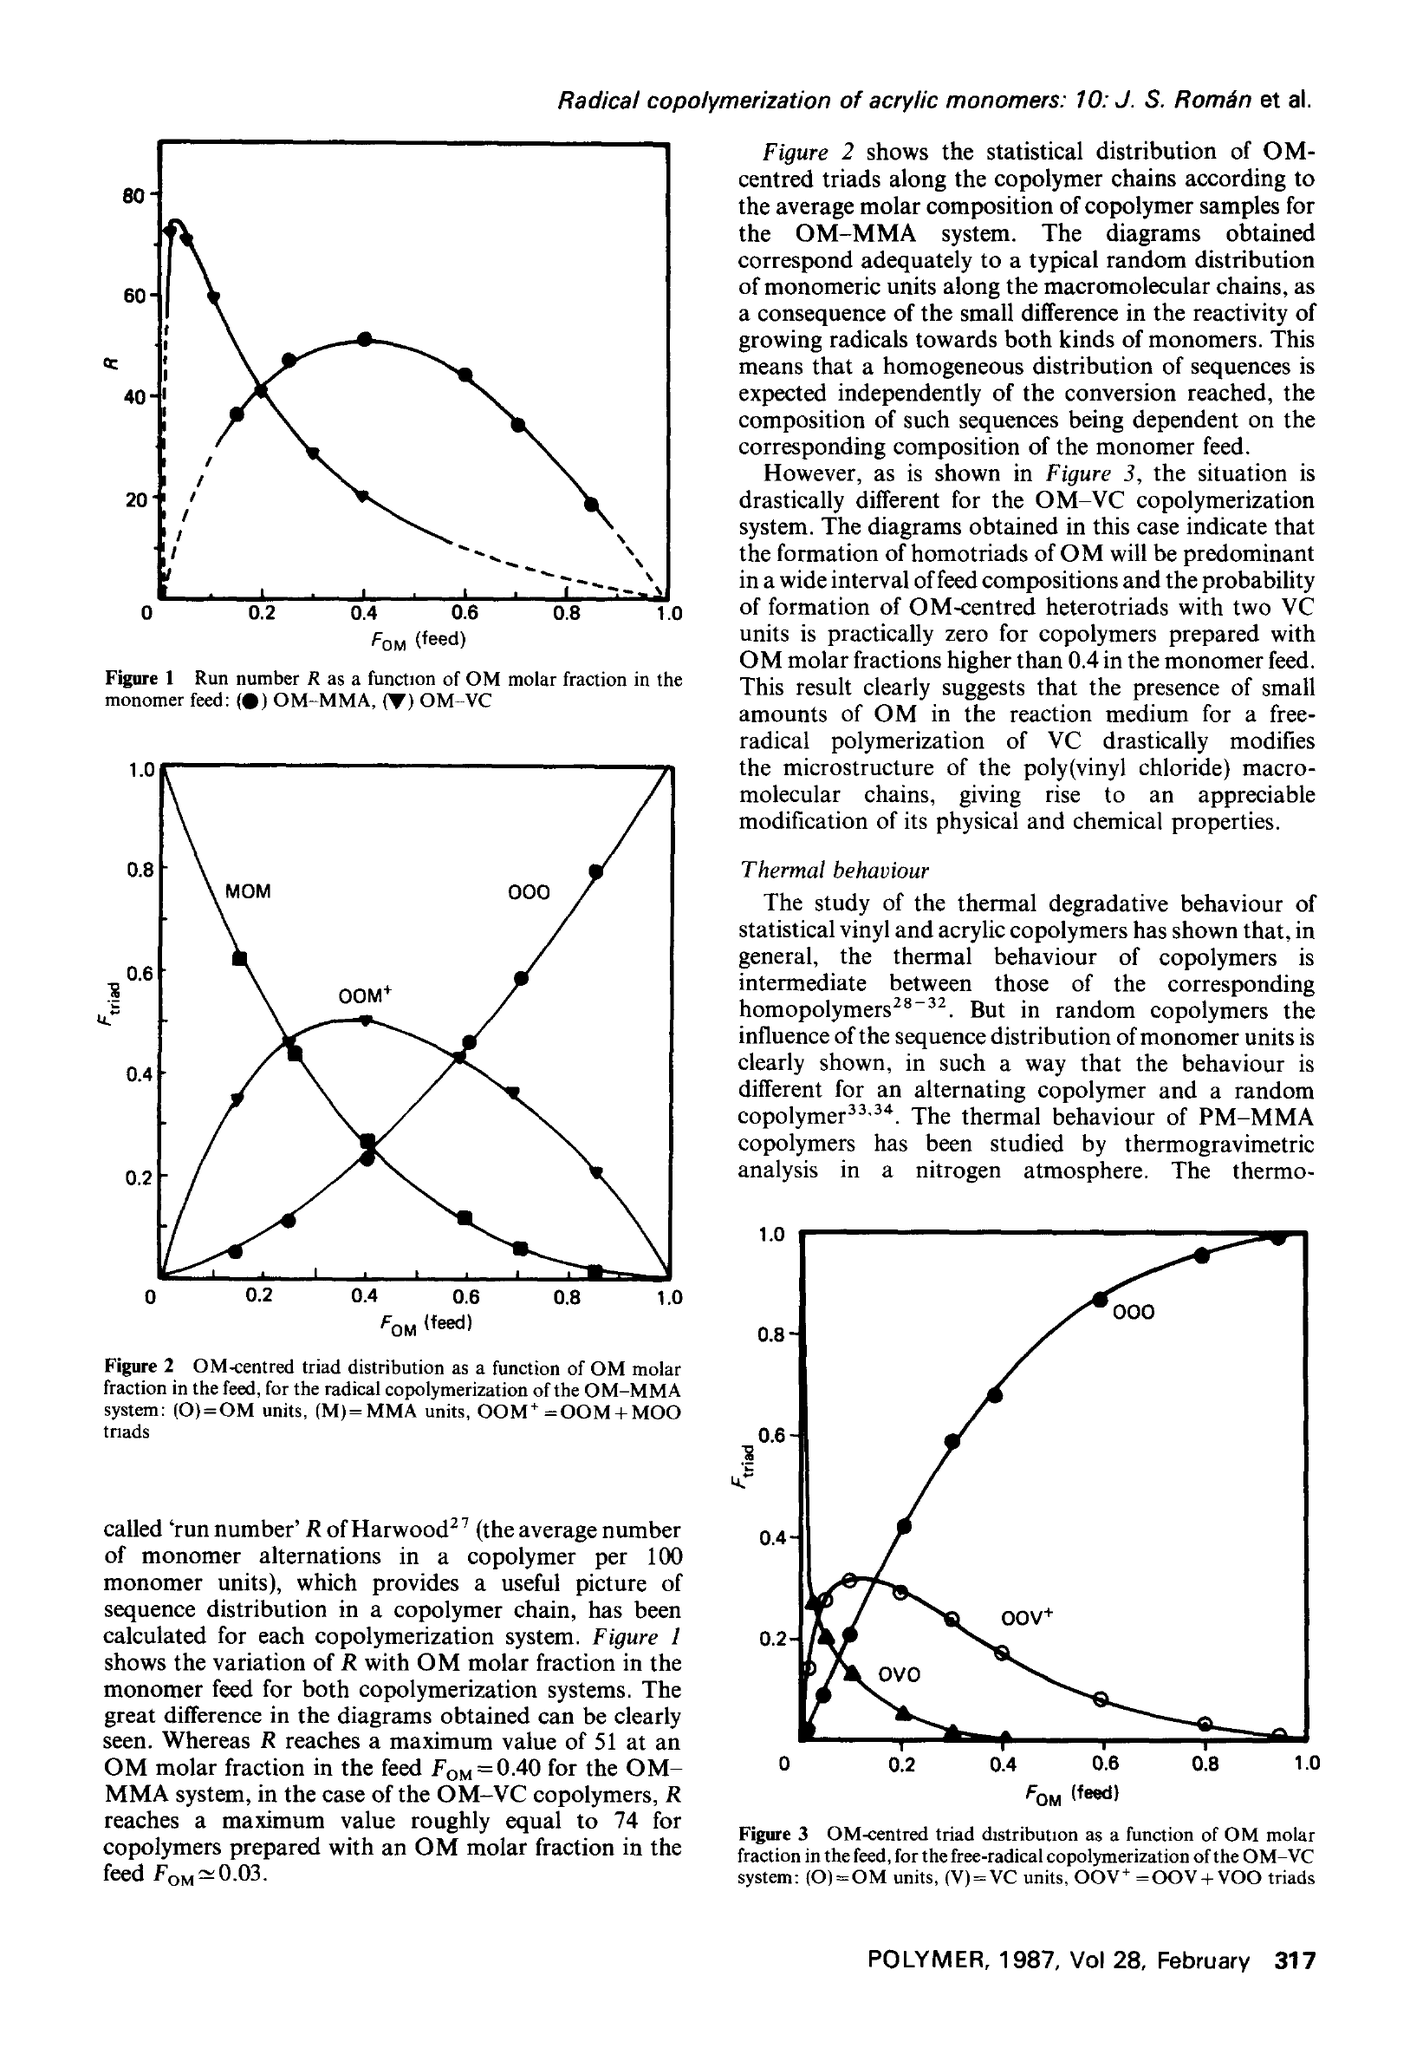 Radical copolymerization of acrylic monomers: 10: J. S. Román et al.
80
60
R
40
20
0
0.2
0.4
0.6
0.8
1.0
FOM (feed)
Figure 1 Run number R as a function of OM molar fraction in the
monomer feed: (●) OM–MMA, (▼) OM–VC
1.0
0.8
MOM
OOO
0.6
OOM+
Ftriad
0.4
0.2
0
0.2
0.4
0.6
0.8
1.0
FOM (feed)
Figure 2 OM-centred triad distribution as a function of OM molar
fraction in the feed, for the radical copolymerization of the OM–MMA
system: (O)=OM units, (M)=MMA units, OOM+ =OOM+MOO
triads
called ‘run number’ R of Harwood27 (the average number
of monomer alternations in a copolymer per 100
monomer units), which provides a useful picture of
sequence distribution in a copolymer chain, has been
calculated for each copolymerization system. Figure 1
shows the variation of R with OM molar fraction in the
monomer feed for both copolymerization systems. The
great difference in the diagrams obtained can be clearly
seen. Whereas R reaches a maximum value of 51 at an
OM molar fraction in the feed FOM=0.40 for the OM–
MMA system, in the case of the OM–VC copolymers, R
reaches a maximum value roughly equal to 74 for
copolymers prepared with an OM molar fraction in the
feed FOM≃0.03.
Figure 2 shows the statistical distribution of OM-
centred triads along the copolymer chains according to
the average molar composition of copolymer samples for
the OM–MMA system. The diagrams obtained
correspond adequately to a typical random distribution
of monomeric units along the macromolecular chains, as
a consequence of the small difference in the reactivity of
growing radicals towards both kinds of monomers. This
means that a homogeneous distribution of sequences is
expected independently of the conversion reached, the
composition of such sequences being dependent on the
corresponding composition of the monomer feed.
However, as is shown in Figure 3, the situation is
drastically different for the OM–VC copolymerization
system. The diagrams obtained in this case indicate that
the formation of homotriads of OM will be predominant
in a wide interval of feed compositions and the probability
of formation of OM-centred heterotriads with two VC
units is practically zero for copolymers prepared with
OM molar fractions higher than 0.4 in the monomer feed.
This result clearly suggests that the presence of small
amounts of OM in the reaction medium for a free-
radical polymerization of VC drastically modifies
the microstructure of the poly(vinyl chloride) macro-
molecular chains, giving rise to an appreciable
modification of its physical and chemical properties.
Thermal behaviour
The study of the thermal degradative behaviour of
statistical vinyl and acrylic copolymers has shown that, in
general, the thermal behaviour of copolymers is
intermediate between those of the corresponding
homopolymers28–32. But in random copolymers the
influence of the sequence distribution of monomer units is
clearly shown, in such a way that the behaviour is
different for an alternating copolymer and a random
copolymer33,34. The thermal behaviour of PM–MMA
copolymers has been studied by thermogravimetric
analysis in a nitrogen atmosphere. The thermo-
1.0
OOO
0.8
0.6
Ftriad
0.4
OOV+
0.2
OVO
0
0.2
0.4
0.6
0.8
1.0
FOM (feed)
Figure 3 OM-centred triad distribution as a function of OM molar
fraction in the feed, for the free-radical copolymerization of the OM–VC
system: (O)=OM units, (V)=VC units, OOV+ =OOV+VOO triads
POLYMER, 1987, Vol 28, February 317